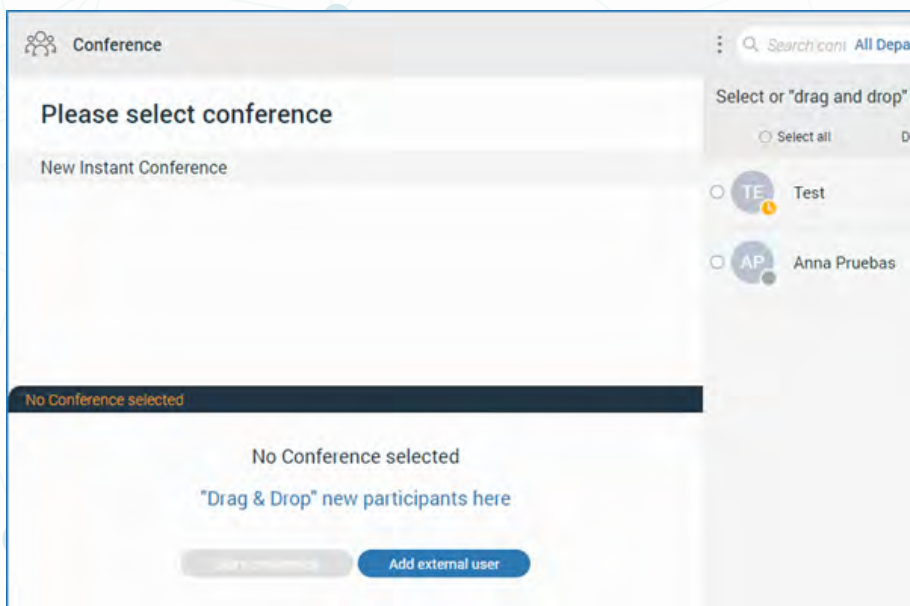 Conference
Search con All Depa
Please select conference
Select or "drag and drop"
Select all D
New Instant Conference
TE Test
AP Anna Pruebas
No Conference selected
No Conference selected
"Drag & Drop" new participants here
Add external user